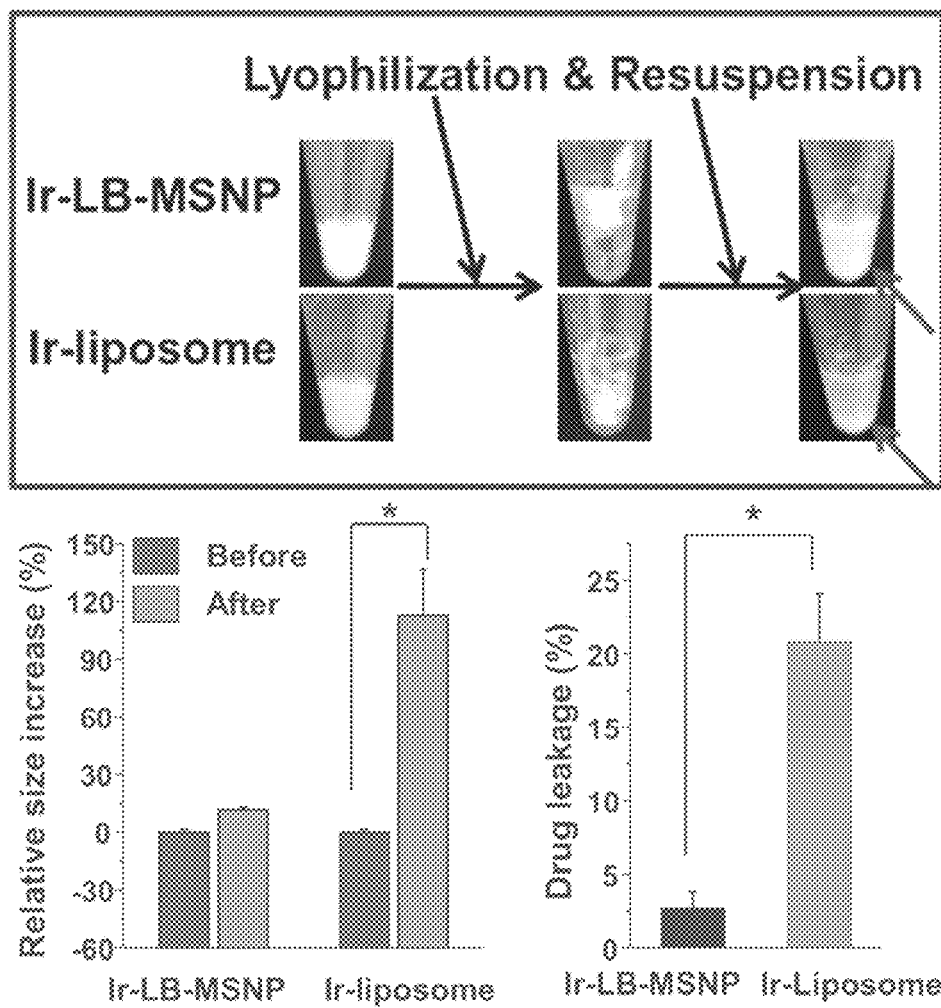 Lyophilization & Resuspension
Ir-LB-MSNP
Ir-liposome
Relative size increase (%)
150
120
90
60
30
0
-30
-60
Before
After
*
Ir-LB-MSNP
Ir-liposome
Drug leakage (%)
25
20
15
10
5
0
*
Ir-LB-MSNP
Ir-Liposome